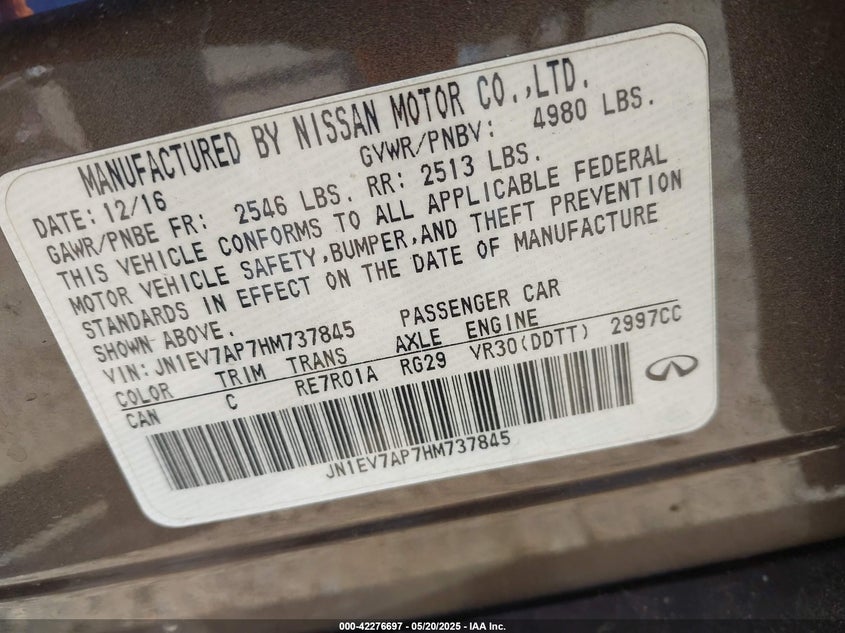 MANUFACTURED BY NISSAN MOTOR CO.,LTD.
DATE: 12/16 GVWR/PNBV: 4980 LBS.
GAWR/PNBE FR: 2546 LBS. RR: 2513 LBS.
THIS VEHICLE CONFORMS TO ALL APPLICABLE FEDERAL
MOTOR VEHICLE SAFETY,BUMPER,AND THEFT PREVENTION
STANDARDS IN EFFECT ON THE DATE OF MANUFACTURE
SHOWN ABOVE.
VIN: JN1EV7AP7HM737845 PASSENGER CAR
COLOR TRIM TRANS AXLE ENGINE
CAN C RE7R01A RG29 VR30(DDTT) 2997CC
JN1EV7AP7HM737845
000-42276697 - 05/20/2025 - IAA Inc.